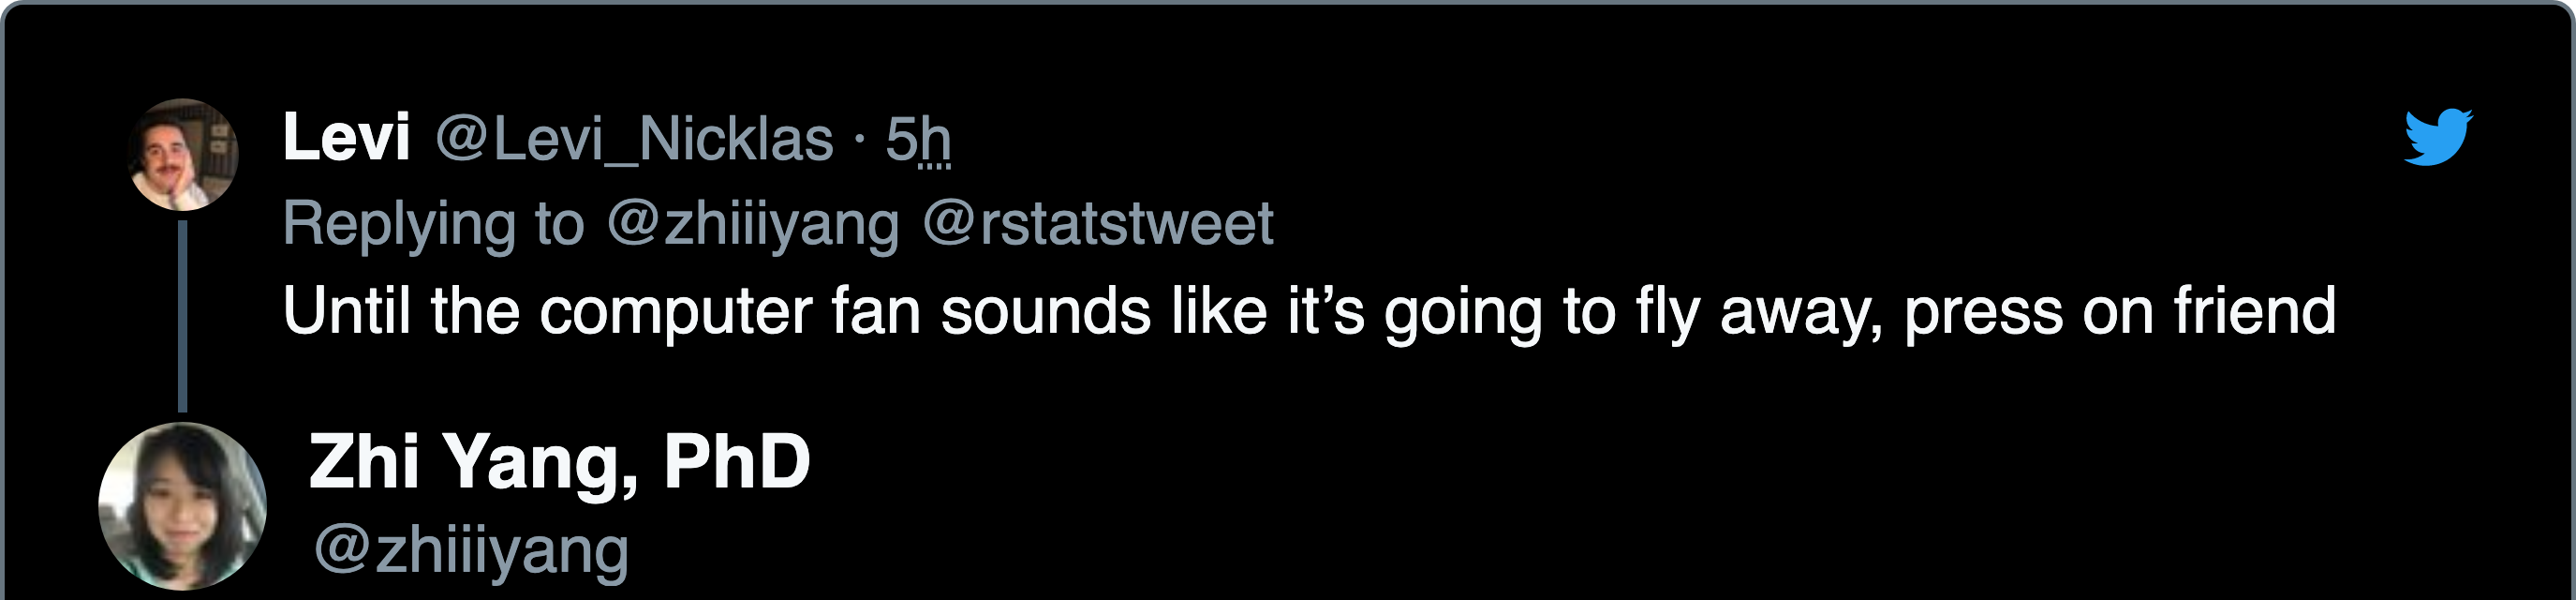 Levi @Levi_Nicklas · 5h
Replying to @zhiiiyang @rstatstweet
Until the computer fan sounds like it’s going to fly away, press on friend
Zhi Yang, PhD
@zhiiiyang